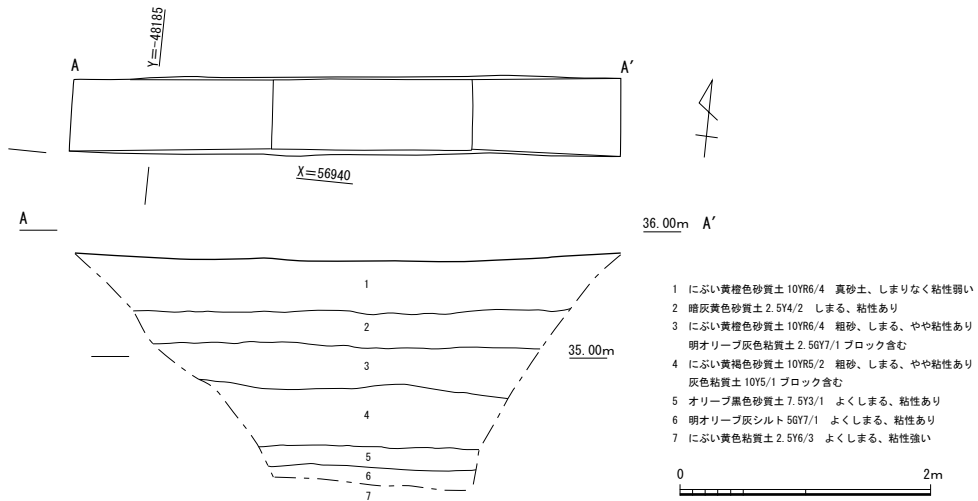 Y=-48185
A
A′
X=56940
A
36.00m A′
1
2
35.00m
3
4
5
6
7
1 にぶい黄橙色砂質土 10YR6/4 真砂土、しまりなく粘性弱い
2 暗灰黄色砂質土 2.5Y4/2 しまる、粘性あり
3 にぶい黄橙色砂質土 10YR6/4 粗砂、しまる、やや粘性あり
明オリーブ灰色粘質土 2.5GY7/1 ブロック含む
4 にぶい黄褐色砂質土 10YR5/2 粗砂、しまる、やや粘性あり
灰色粘質土 10Y5/1 ブロック含む
5 オリーブ黒色砂質土 7.5Y3/1 よくしまる、粘性あり
6 明オリーブ灰シルト 5GY7/1 よくしまる、粘性あり
7 にぶい黄色粘質土 2.5Y6/3 よくしまる、粘性強い
0 2m